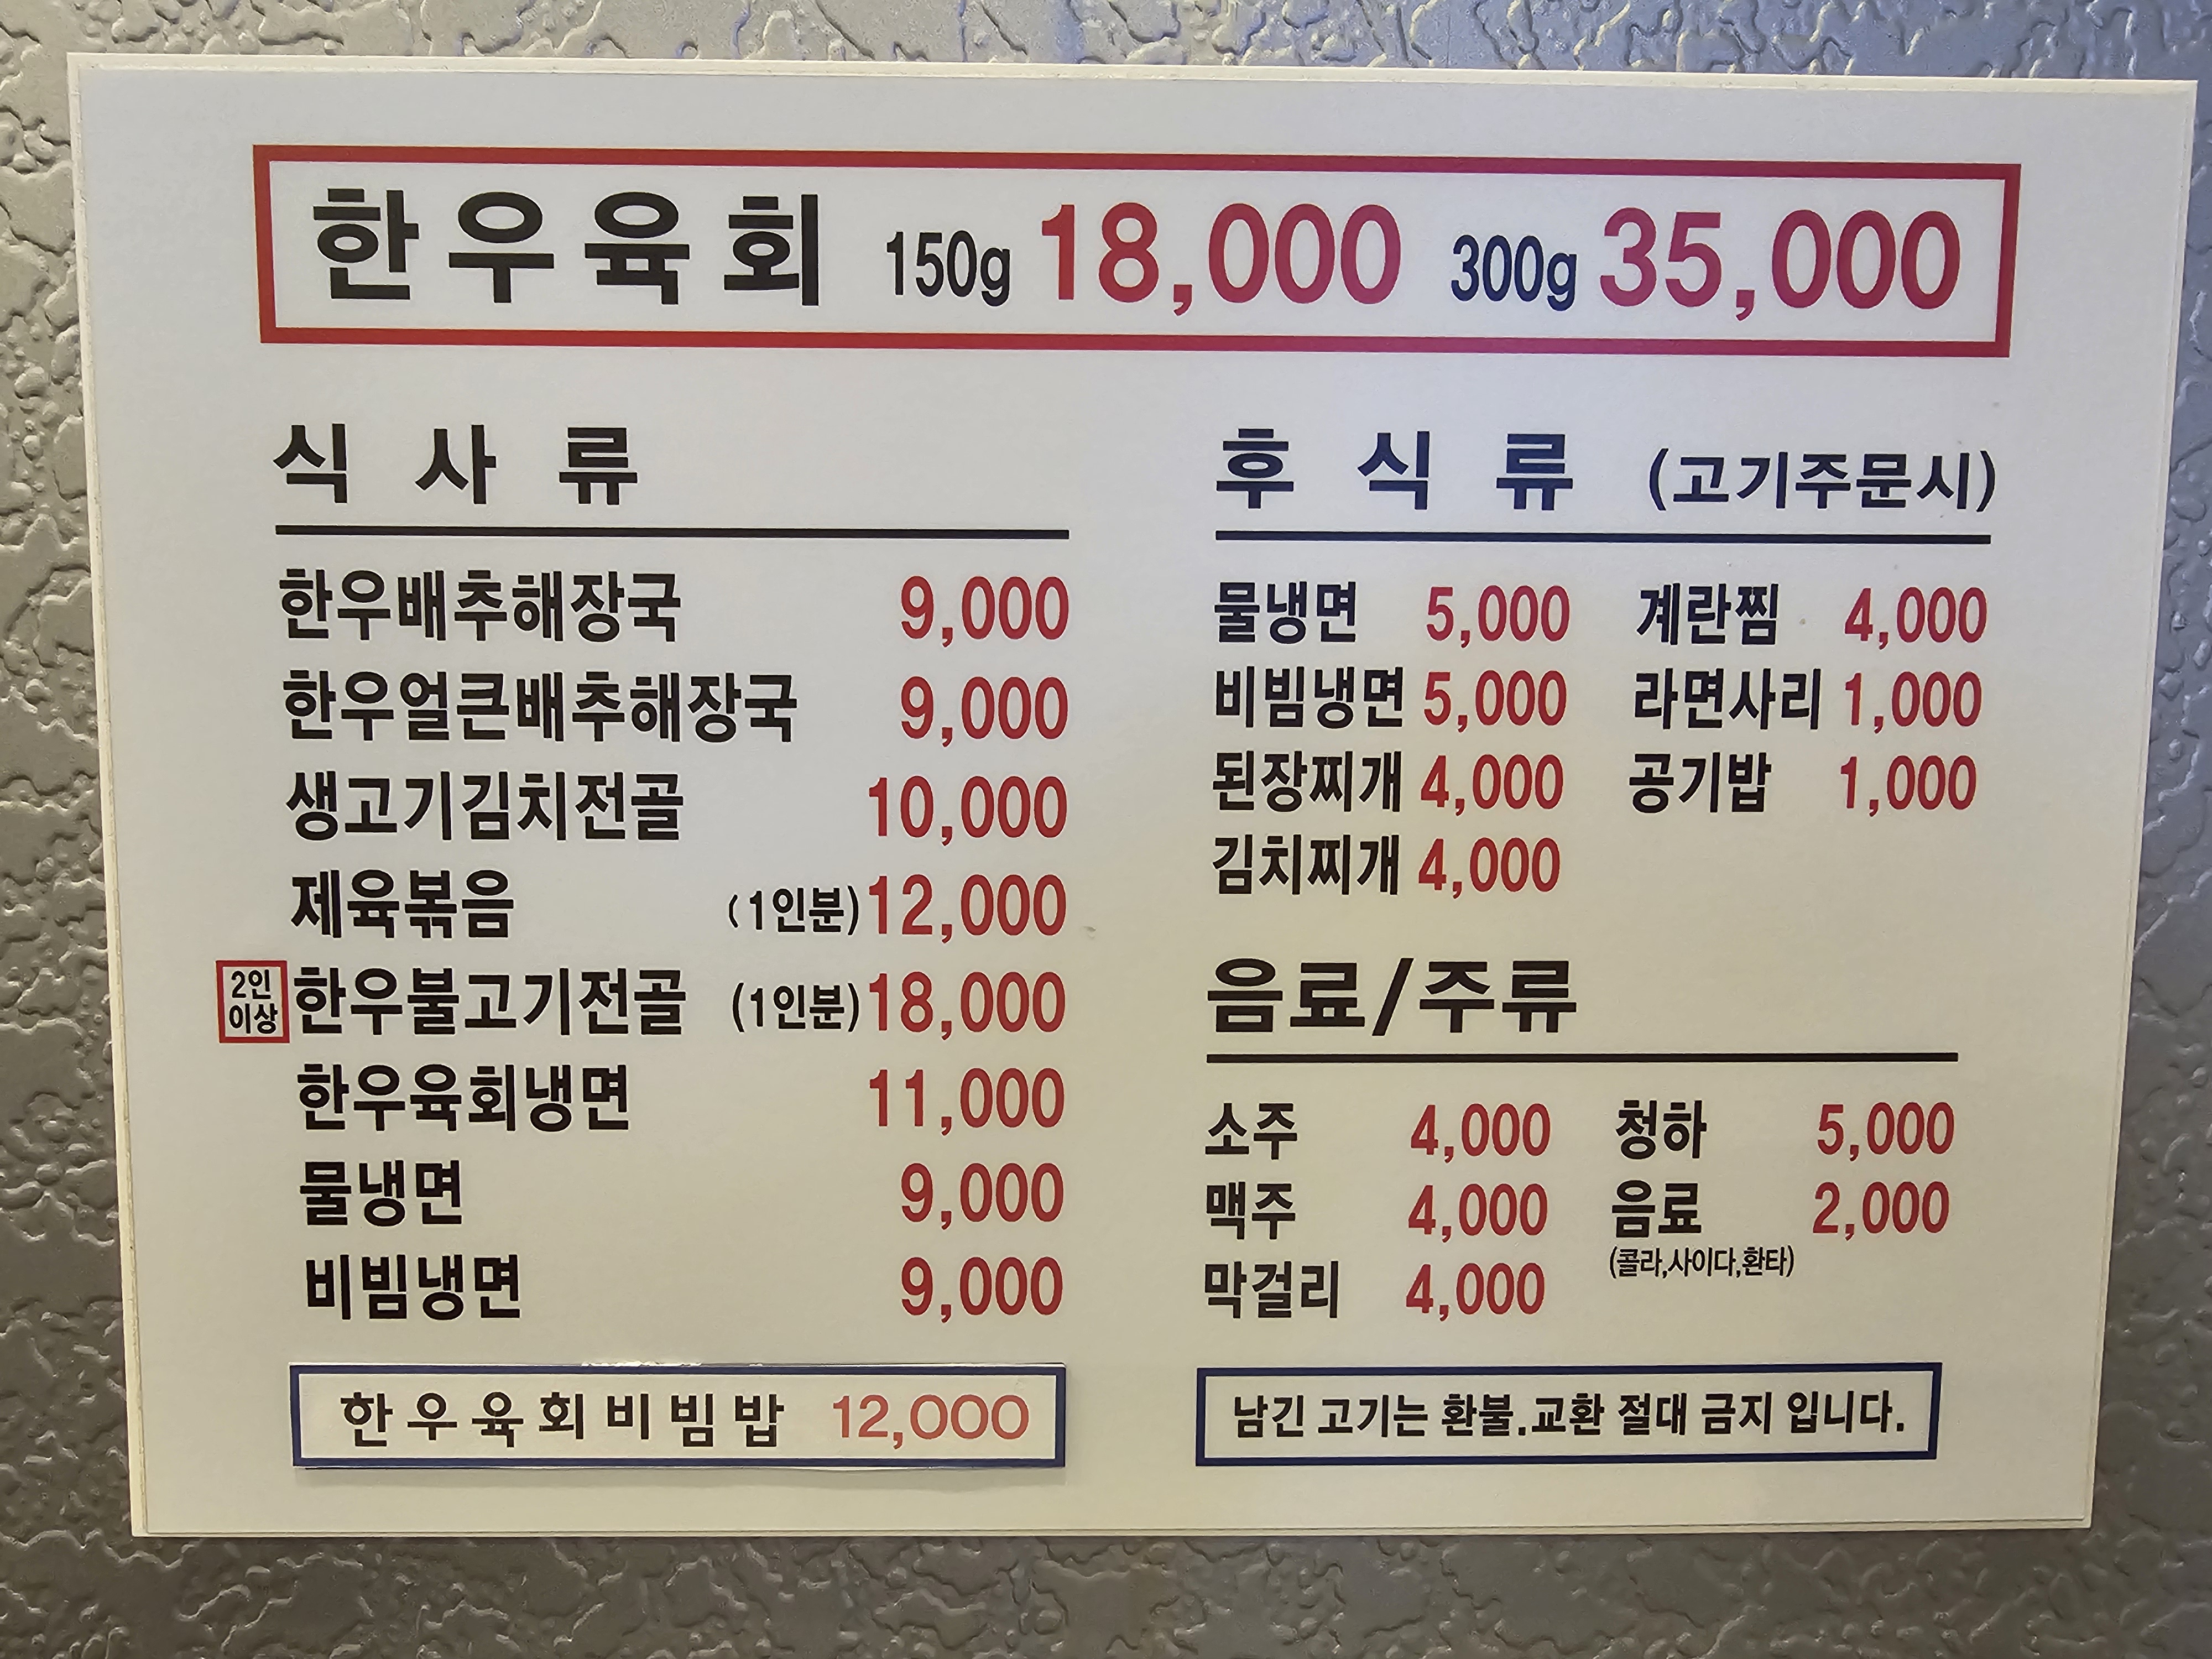 한우육회 150g 18,000 300g 35,000
식사류
한우배추해장국 9,000
한우얼큰배추해장국 9,000
생고기김치전골 10,000
제육볶음 (1인분) 12,000
2인
이상
한우불고기전골 (1인분) 18,000
한우육회냉면 11,000
물냉면 9,000
비빔냉면 9,000
한우육회비빔밥 12,000
후식류 (고기주문시)
물냉면 5,000 계란찜 4,000
비빔냉면 5,000 라면사리 1,000
된장찌개 4,000 공기밥 1,000
김치찌개 4,000
음료/주류
소주 4,000 청하 5,000
맥주 4,000 음료 2,000
(콜라,사이다,환타)
막걸리 4,000
남긴 고기는 환불.교환 절대 금지 입니다.